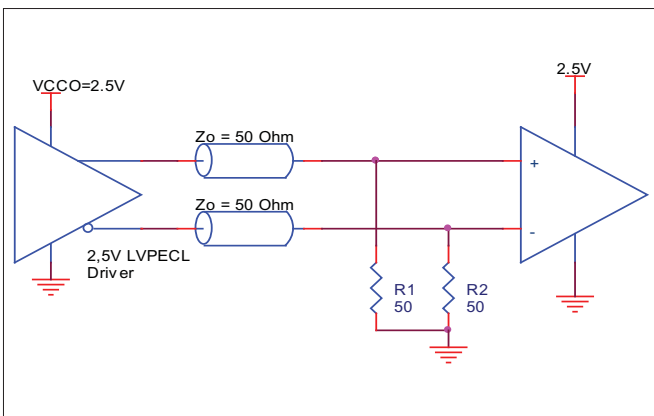 2.5V
VCCO=2.5V
Zo = 50 Ohm
+
Zo = 50 Ohm
-
2,5V LVPECL
Driver
R1
50
R2
50